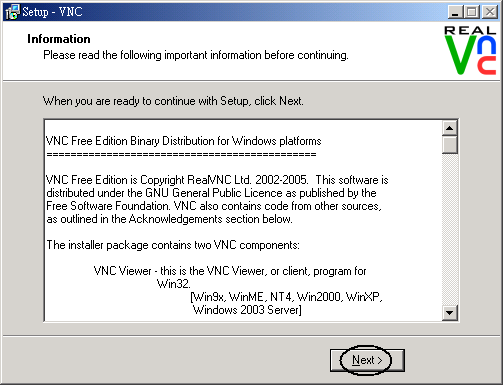 Setup - VNC
Information
Please read the following important information before continuing.
REAL
Vnc
When you are ready to continue with Setup, click Next.
VNC Free Edition Binary Distribution for Windows platforms
=============================================
VNC Free Edition is Copyright RealVNC Ltd. 2002-2005.  This software is
distributed under the GNU General Public Licence as published by the
Free Software Foundation. VNC also contains code from other sources,
as outlined in the Acknowledgements section below.
The installer package contains two VNC components:
VNC Viewer - this is the VNC Viewer, or client, program for
Win32.
[Win9x, WinME, NT4, Win2000, WinXP,
Windows 2003 Server]
Next >